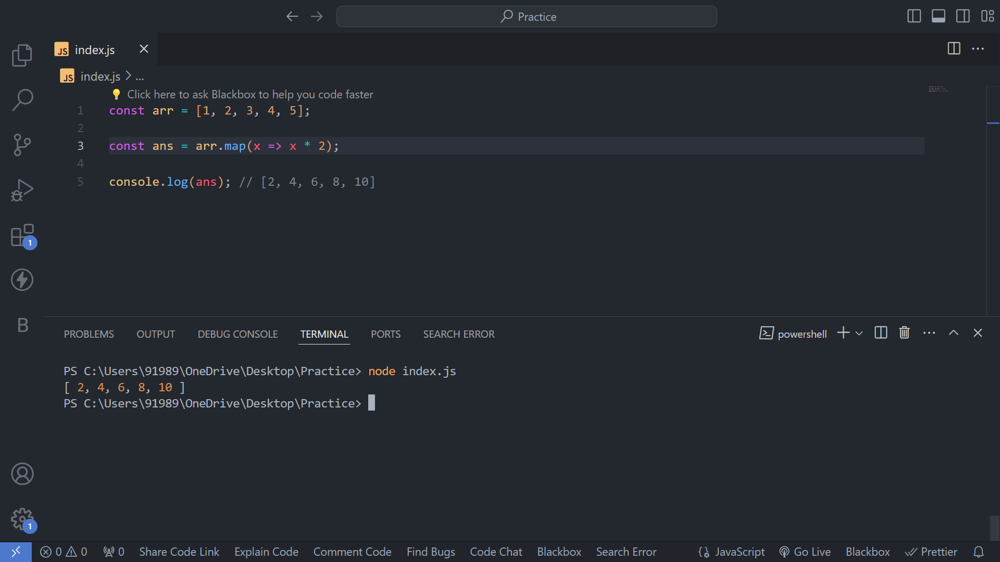 Practice
JS index.js
JS index.js > ...
Click here to ask Blackbox to help you code faster
1 const arr = [1, 2, 3, 4, 5];
2
3 const ans = arr.map(x => x * 2);
4
5 console.log(ans); // [2, 4, 6, 8, 10]
1
B
PROBLEMS OUTPUT DEBUG CONSOLE TERMINAL PORTS SEARCH ERROR powershell
PS C:\Users\91989\OneDrive\Desktop\Practice> node index.js
[ 2, 4, 6, 8, 10 ]
PS C:\Users\91989\OneDrive\Desktop\Practice>
1
0 0 0 Share Code Link Explain Code Comment Code Find Bugs Code Chat Blackbox Search Error JavaScript Go Live Blackbox Prettier